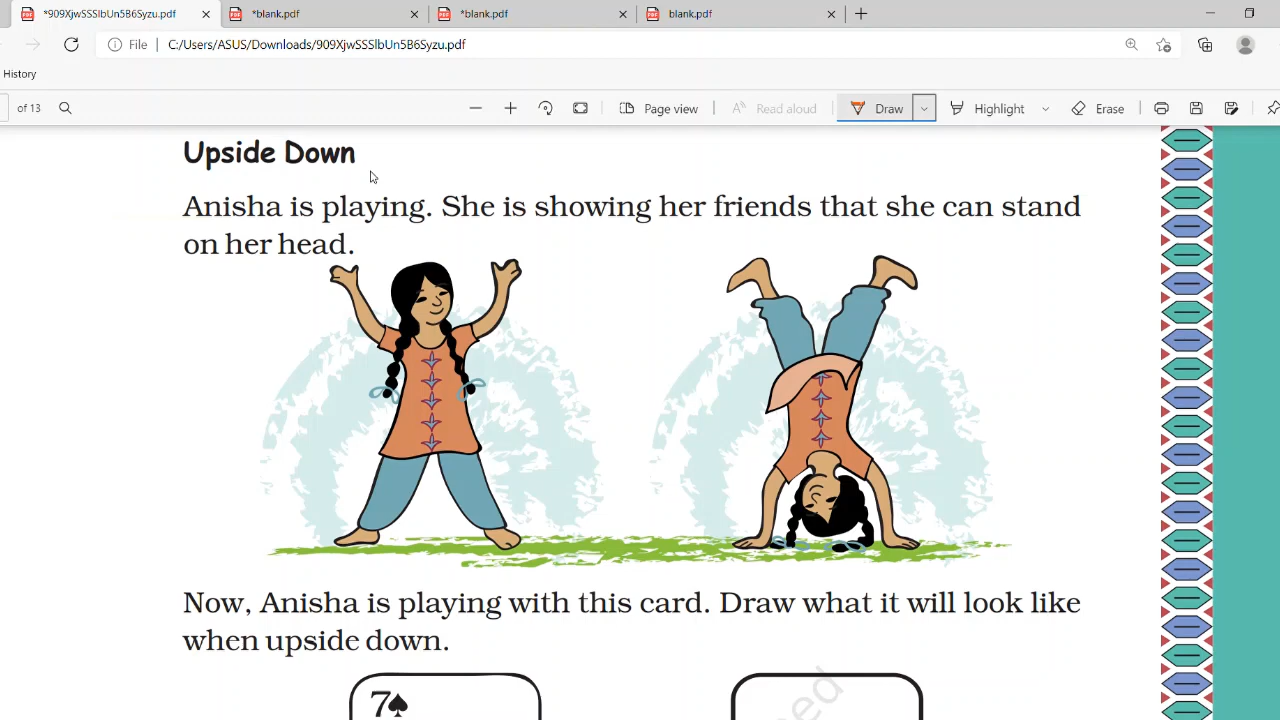 *909XjwSSSlbUn5B6Syzu.pdf
*blank.pdf
*blank.pdf
blank.pdf
File
C:/Users/ASUS/Downloads/909XjwSSSlbUn5B6Syzu.pdf
History
of 13
Page view
Read aloud
Draw
Highlight
Erase
Upside Down
Anisha is playing. She is showing her friends that she can stand
on her head.
Now, Anisha is playing with this card. Draw what it will look like
when upside down.
7♠